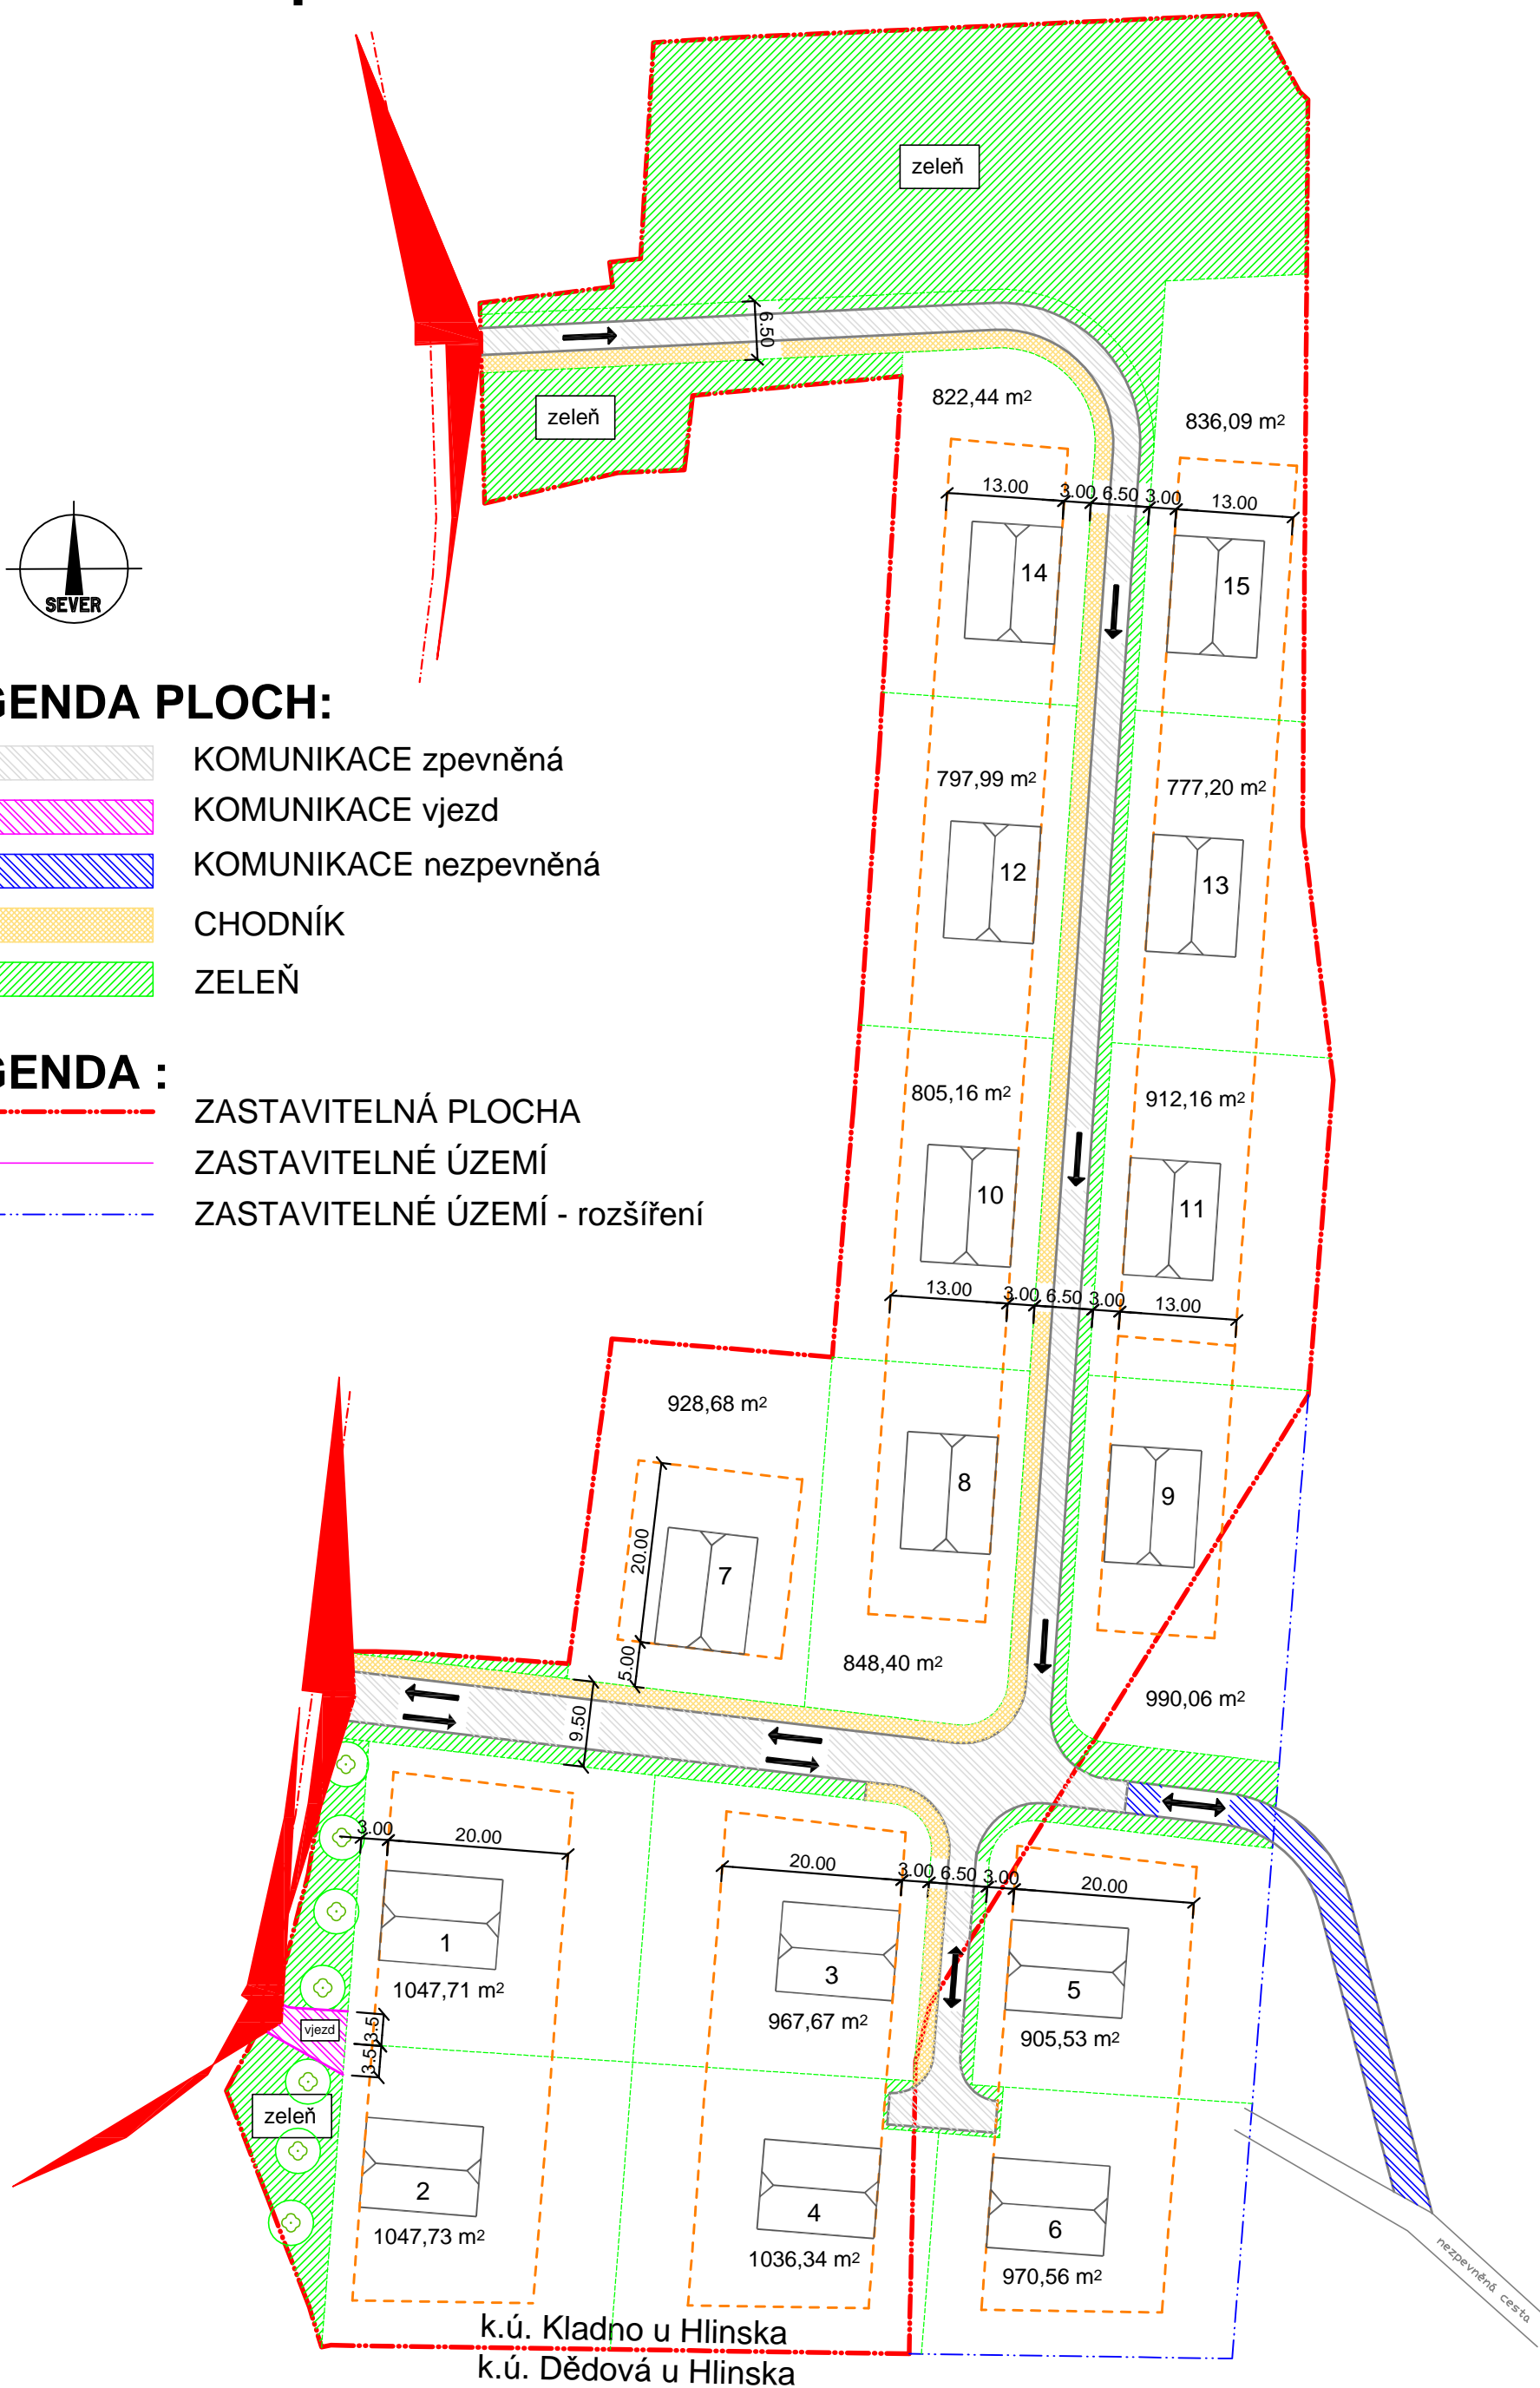 zeleň
6.50
zeleň
822,44 m²
836,09 m²
13.00 3.00 6.50 3.00 13.00
14
15
SEVER
GENDA PLOCH:
KOMUNIKACE zpevněná
KOMUNIKACE vjezd
KOMUNIKACE nezpevněná
CHODNÍK
ZELEŇ
797,99 m²
777,20 m²
12
13
GENDA :
ZASTAVITELNÁ PLOCHA
ZASTAVITELNÉ ÚZEMÍ
ZASTAVITELNÉ ÚZEMÍ - rozšíření
805,16 m²
912,16 m²
10
11
13.00 3.00 6.50 3.00 13.00
928,68 m²
8
9
20.00
7
5.00
848,40 m²
990,06 m²
9.50
3.00 20.00
20.00 3.00 6.50 3.00 20.00
1
1047,71 m²
3
967,67 m²
5
905,53 m²
vjezd
3.5
3.5
zeleň
2
1047,73 m²
4
1036,34 m²
6
970,56 m²
nezpevněná cesta
k.ú. Kladno u Hlinska
k.ú. Dědová u Hlinska